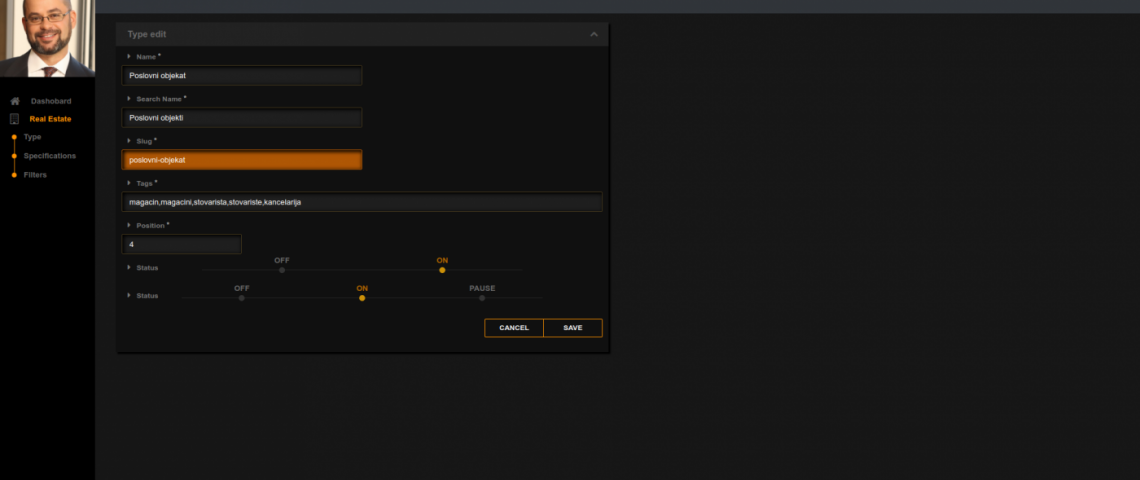 Type edit
Name *
Poslovni objekat
Search Name *
Poslovni objekti
Slug *
poslovni-objekat
Tags *
magacin,magacini,stovarista,stovariste,kancelarija
Position *
4
Status OFF ON
Status OFF ON PAUSE
CANCEL SAVE
Dashobard
Real Estate
Type
Specifications
Filters